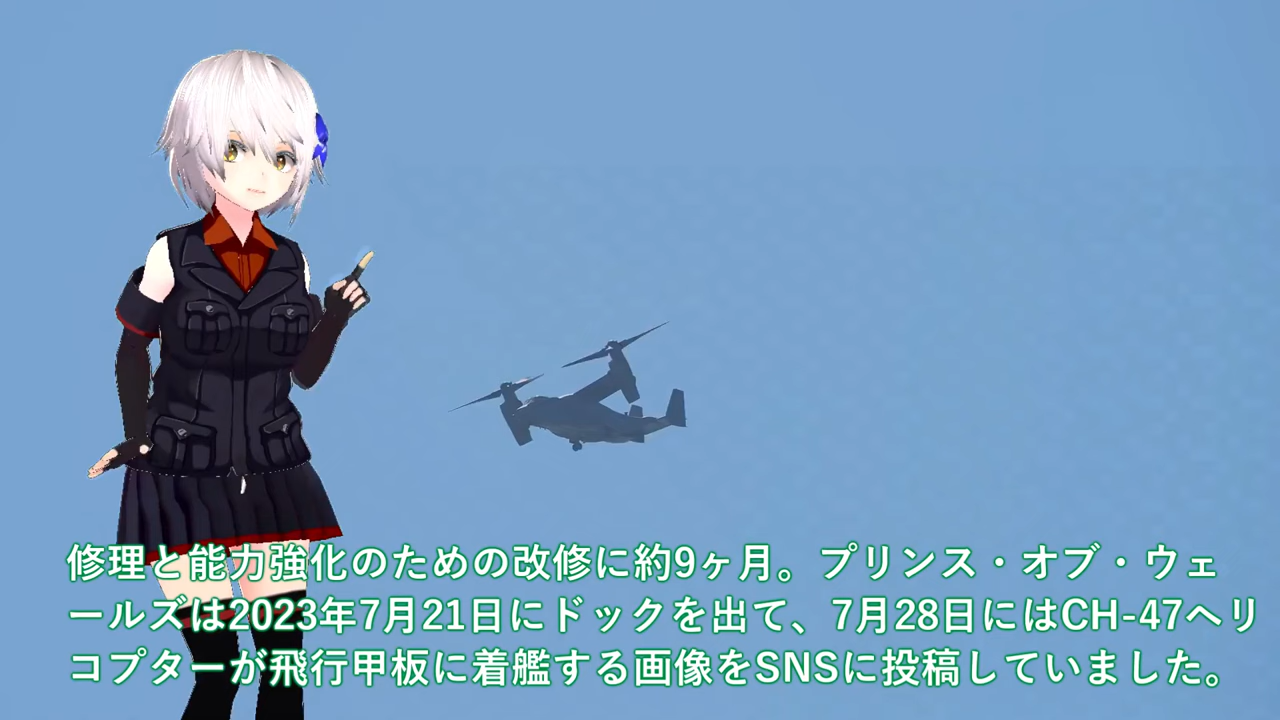 修理と能力強化のための改修に約9ヶ月。プリンス・オブ・ウェ
ールズは2023年7月21日にドックを出て、7月28日にはCH-47ヘリ
コプターが飛行甲板に着艦する画像をSNSに投稿していました。